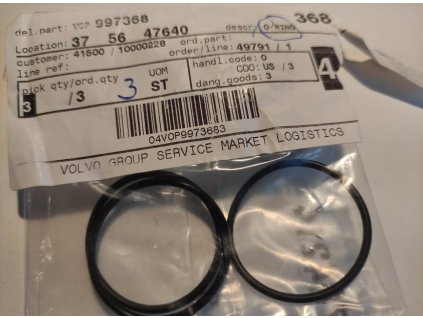 del.part: VCP 997368 descr: O-RING 368
Location: 37 56 47640 ord.part:
customer: 41500 / 10000228 order/line: 49791 / 1
line ref: handl.code: 0
pick qty/ord.qty UOM COO: US / 3 4
3 / 3 3 ST dang.goods: 3
04VOP9973683
VOLVO GROUP SERVICE MARKET LOGISTICS